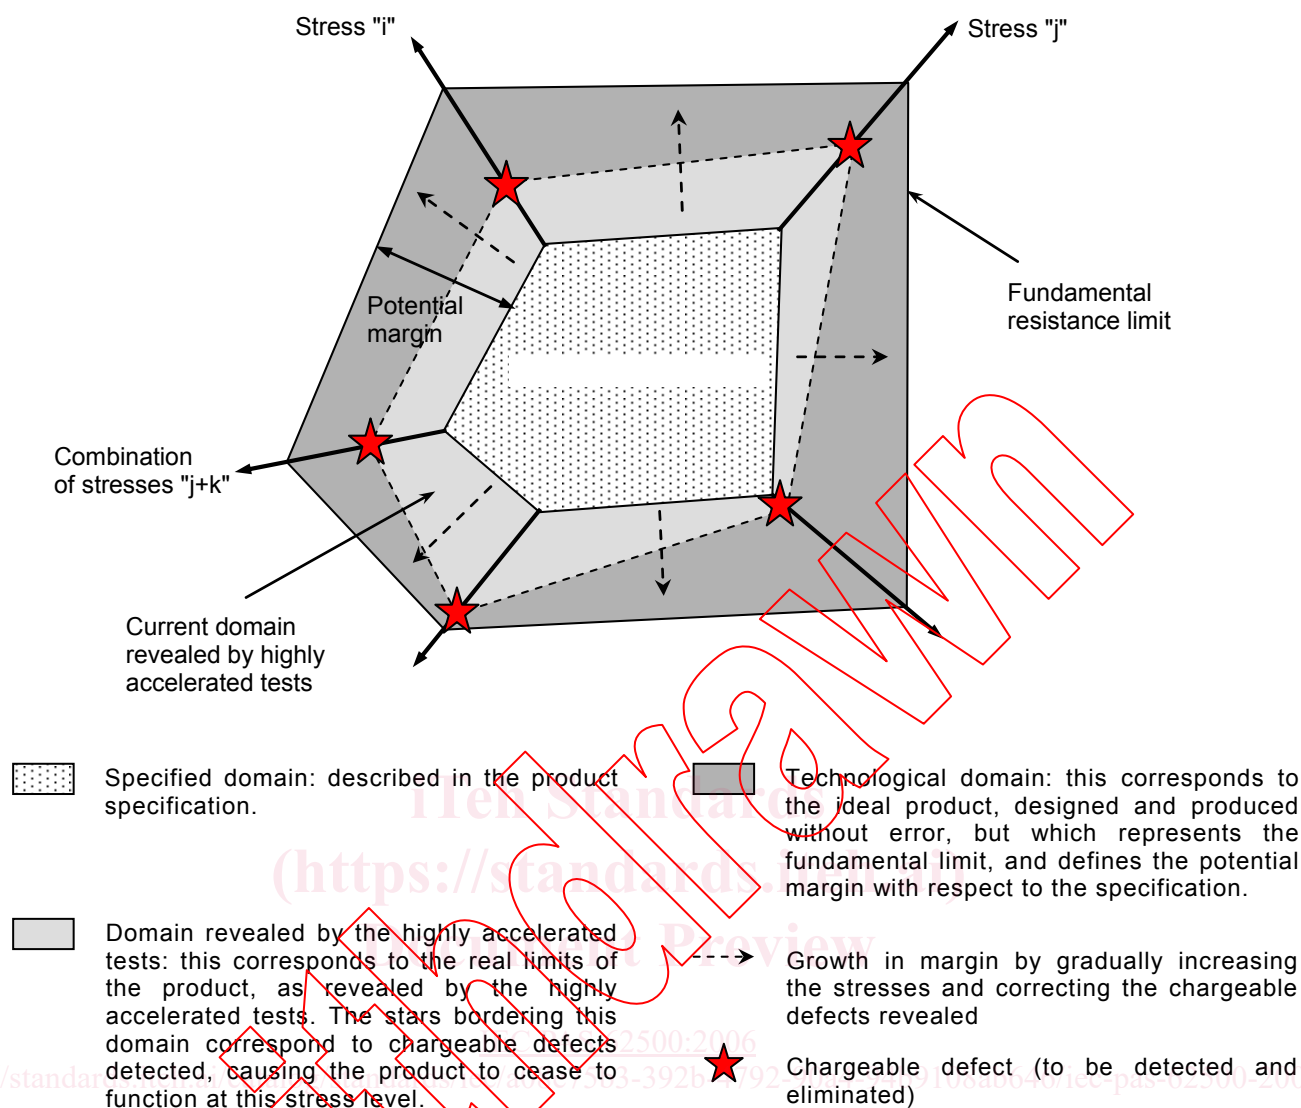 Stress "i"
Stress "j"
Potential
margin
Fundamental
resistance limit
Combination
of stresses "j+k"
Current domain
revealed by highly
accelerated tests
Specified domain: described in the product
specification.
Technological domain: this corresponds to
the ideal product, designed and produced
without error, but which represents the
fundamental limit, and defines the potential
margin with respect to the specification.
Domain revealed by the highly accelerated
tests: this corresponds to the real limits of
the product, as revealed by the highly
accelerated tests. The stars bordering this
domain correspond to chargeable defects
detected, causing the product to cease to
function at this stress level.
Growth in margin by gradually increasing
the stresses and correcting the chargeable
defects revealed
Chargeable defect (to be detected and
eliminated)
iTeh Standards
(https://standards.iteh.ai)
Document Preview
62500:2006